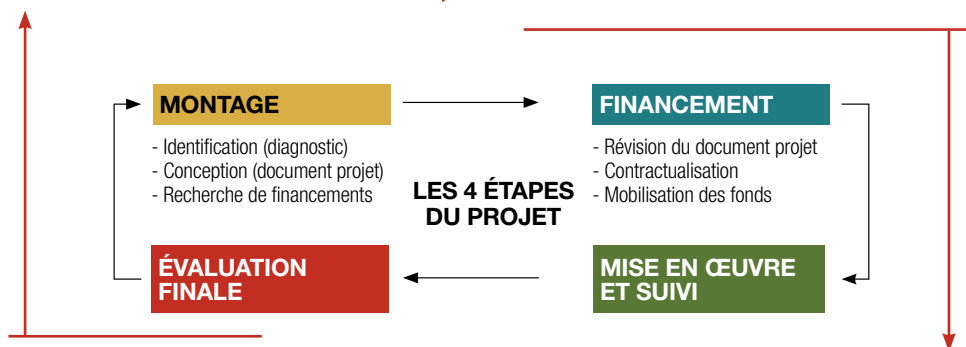 MONTAGE
- Identification (diagnostic)
- Conception (document projet)
- Recherche de financements
FINANCEMENT
- Révision du document projet
- Contractualisation
- Mobilisation des fonds
LES 4 ÉTAPES
DU PROJET
ÉVALUATION
FINALE
MISE EN ŒUVRE
ET SUIVI